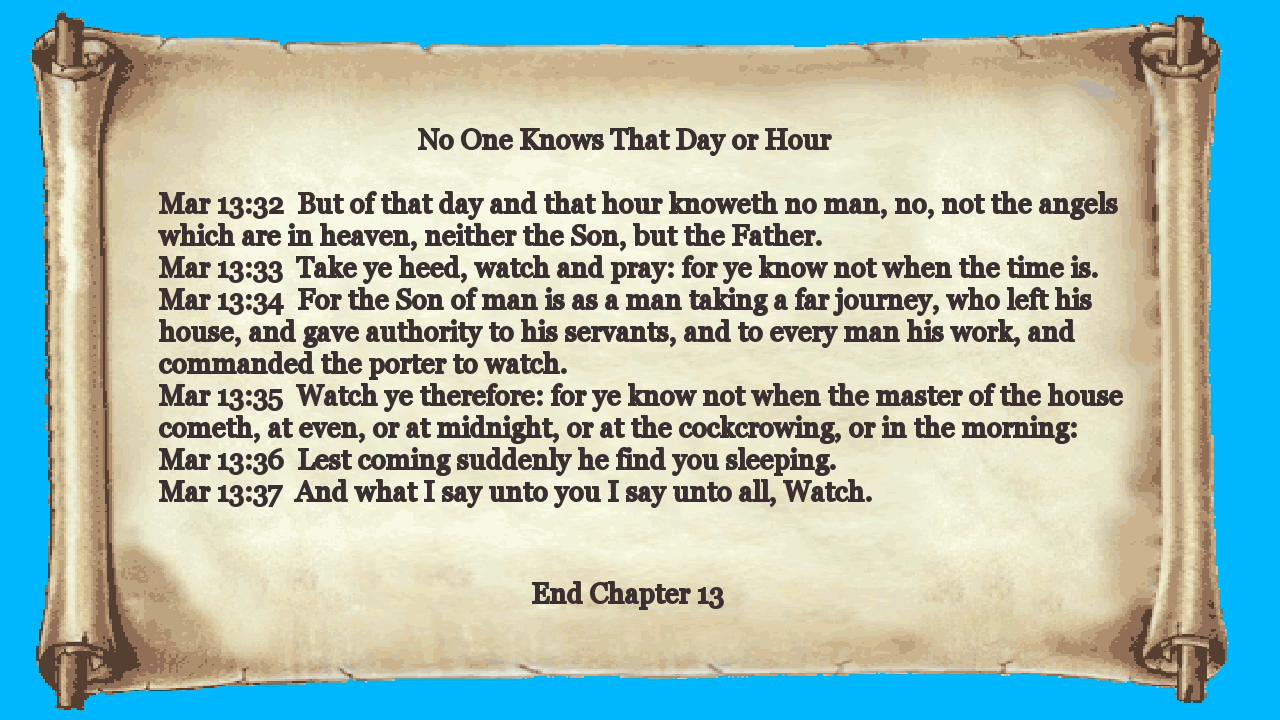 No One Knows That Day or Hour
Mar 13:32  But of that day and that hour knoweth no man, no, not the angels
which are in heaven, neither the Son, but the Father.
Mar 13:33  Take ye heed, watch and pray: for ye know not when the time is.
Mar 13:34  For the Son of man is as a man taking a far journey, who left his
house, and gave authority to his servants, and to every man his work, and
commanded the porter to watch.
Mar 13:35  Watch ye therefore: for ye know not when the master of the house
cometh, at even, or at midnight, or at the cockcrowing, or in the morning:
Mar 13:36  Lest coming suddenly he find you sleeping.
Mar 13:37  And what I say unto you I say unto all, Watch.
End Chapter 13